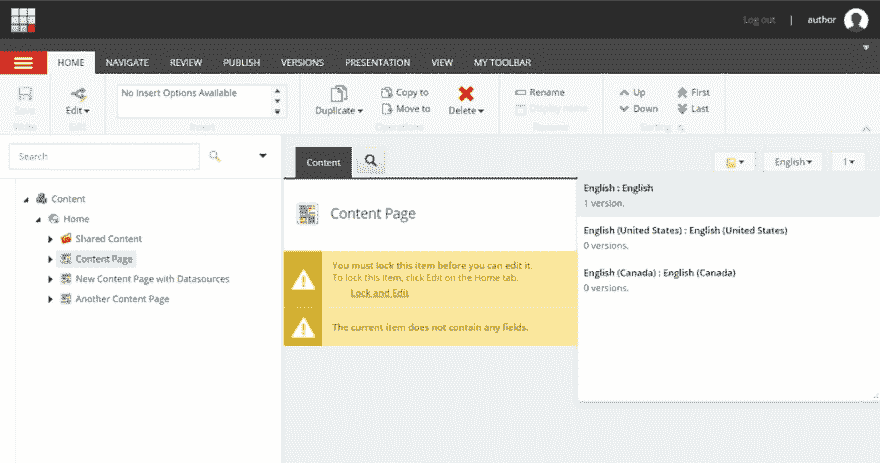 Log out | author
HOME NAVIGATE REVIEW PUBLISH VERSIONS PRESENTATION VIEW MY TOOLBAR
Save
Write
Edit
Edit
No Insert Options Available
Insert
Duplicate
Copy to
Move to
Delete
Operations
Rename
Display name
Rename
Up
Down
First
Last
Sorting
Search
Content
Home
Shared Content
Content Page
New Content Page with Datasources
Another Content Page
Content
English
1
Content Page
You must lock this item before you can edit it.
To lock this item, click Edit on the Home tab.
Lock and Edit
The current item does not contain any fields.
English : English
1 version.
English (United States) : English (United States)
0 versions.
English (Canada) : English (Canada)
0 versions.